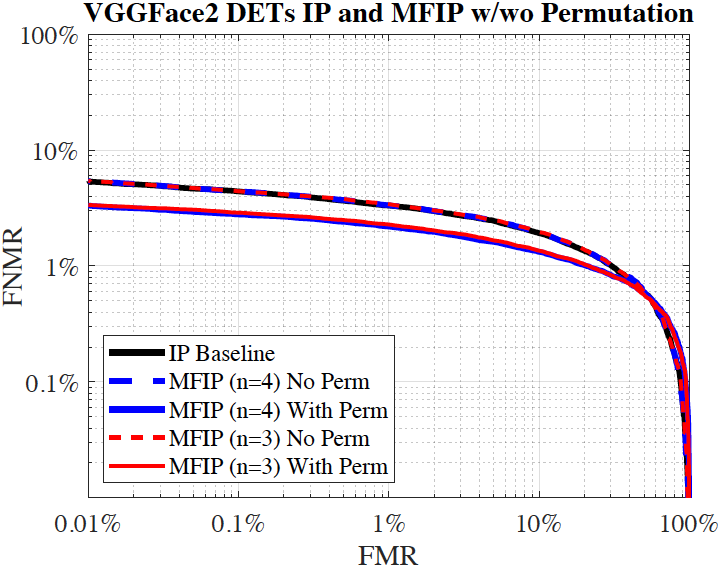 VGGFace2 DETs IP and MFIP w/wo Permutation
100%
10%
1%
0.1%
FNMR
IP Baseline
MFIP (n=4) No Perm
MFIP (n=4) With Perm
MFIP (n=3) No Perm
MFIP (n=3) With Perm
0.01% 0.1% 1% 10% 100%
FMR